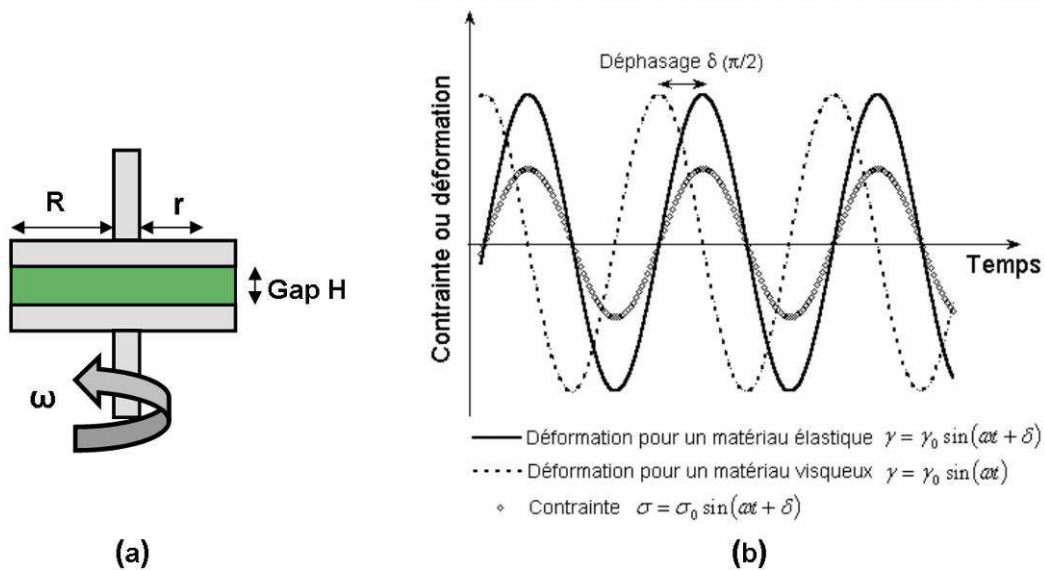 R
r
Gap H
ω
(a)
Contrainte ou déformation
Déphasage δ (π/2)
Temps
Déformation pour un matériau élastique γ = γ₀ sin(ωt + δ)
Déformation pour un matériau visqueux γ = γ₀ sin(ωt)
Contrainte σ = σ₀ sin(ωt + δ)
(b)